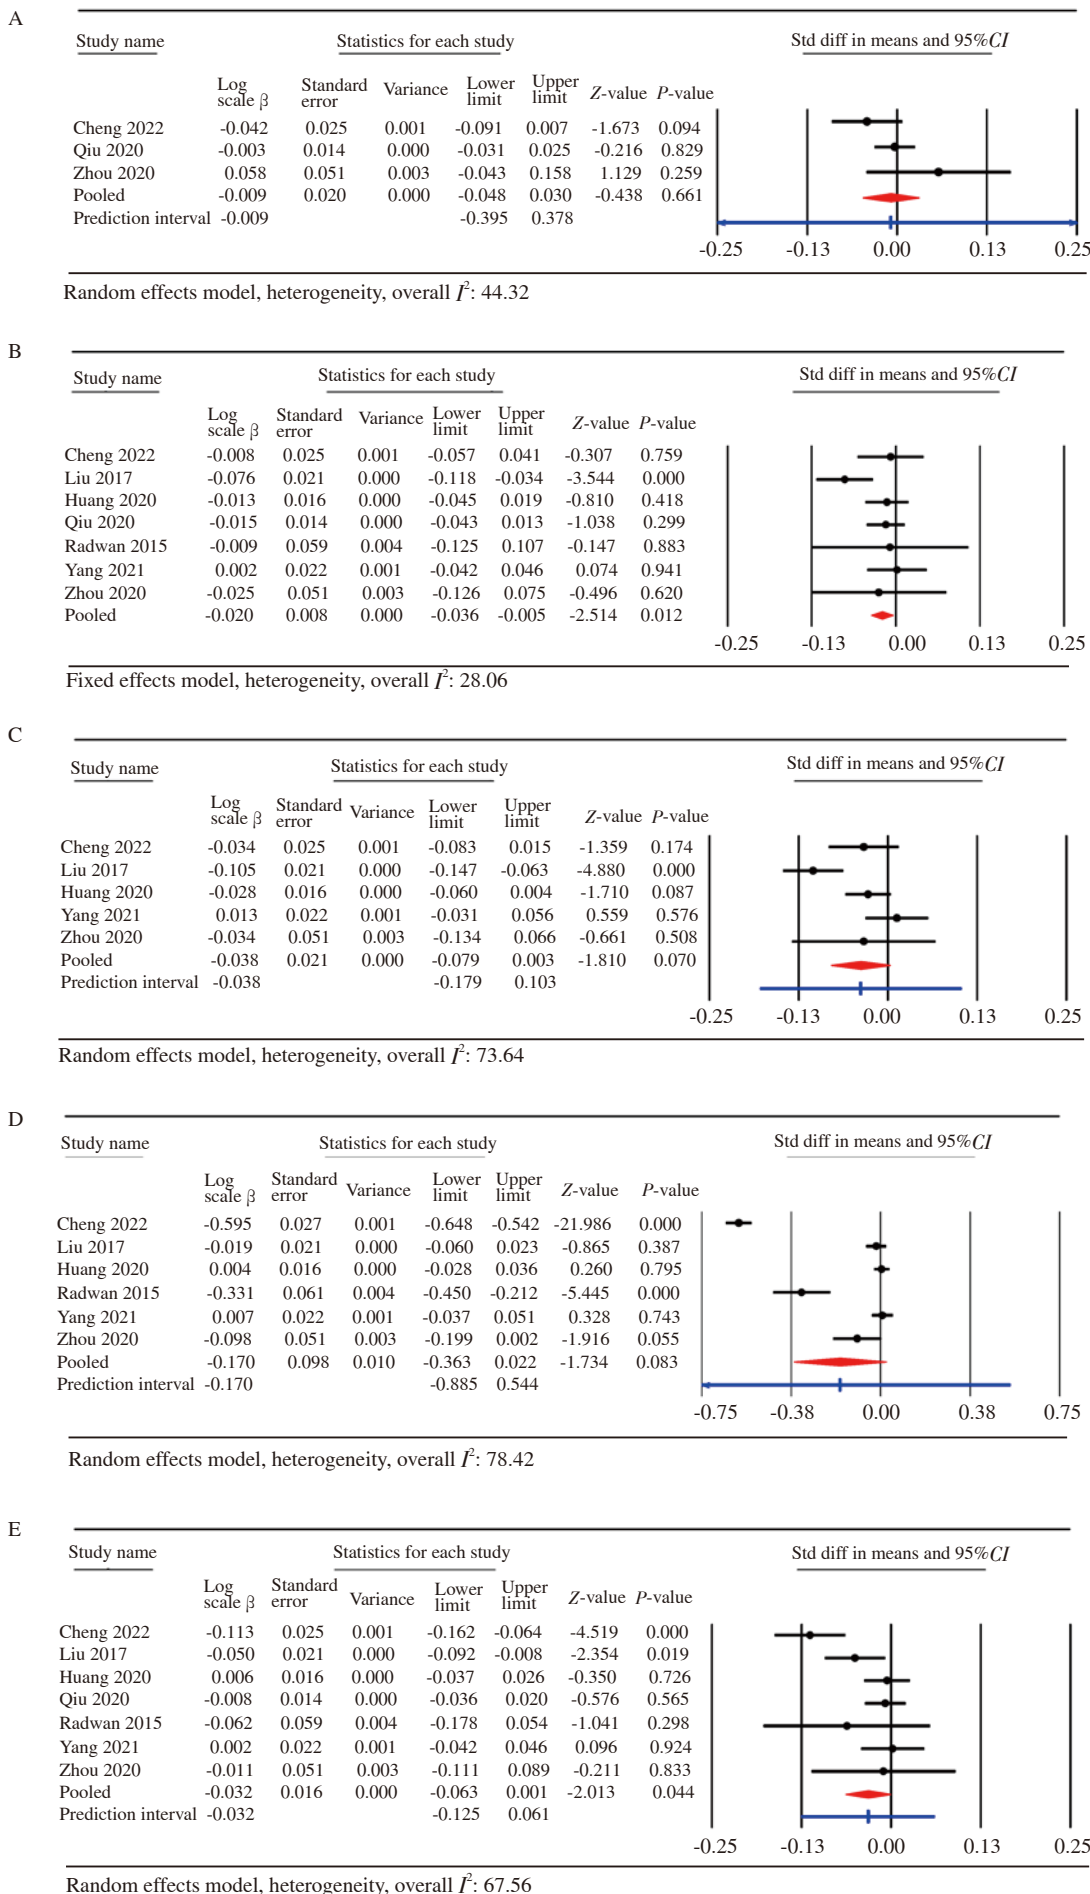 A
Study name Statistics for each study Std diff in means and 95%CI
Log scale β Standard error Variance Lower limit Upper limit Z-value P-value
Cheng 2022 -0.042 0.025 0.001 -0.091 0.007 -1.673 0.094
Qiu 2020 -0.003 0.014 0.000 -0.031 0.025 -0.216 0.829
Zhou 2020 0.058 0.051 0.003 -0.043 0.158 1.129 0.259
Pooled -0.009 0.020 0.000 -0.048 0.030 -0.438 0.661
Prediction interval -0.009 -0.395 0.378
-0.25 -0.13 0.00 0.13 0.25
Random effects model, heterogeneity, overall I²: 44.32
B
Study name Statistics for each study Std diff in means and 95%CI
Log scale β Standard error Variance Lower limit Upper limit Z-value P-value
Cheng 2022 -0.008 0.025 0.001 -0.057 0.041 -0.307 0.759
Liu 2017 -0.076 0.021 0.000 -0.118 -0.034 -3.544 0.000
Huang 2020 -0.013 0.016 0.000 -0.045 0.019 -0.810 0.418
Qiu 2020 -0.015 0.014 0.000 -0.043 0.013 -1.038 0.299
Radwan 2015 -0.009 0.059 0.004 -0.125 0.107 -0.147 0.883
Yang 2021 0.002 0.022 0.001 -0.042 0.046 0.074 0.941
Zhou 2020 -0.025 0.051 0.003 -0.126 0.075 -0.496 0.620
Pooled -0.020 0.008 0.000 -0.036 -0.005 -2.514 0.012
-0.25 -0.13 0.00 0.13 0.25
Fixed effects model, heterogeneity, overall I²: 28.06
C
Study name Statistics for each study Std diff in means and 95%CI
Log scale β Standard error Variance Lower limit Upper limit Z-value P-value
Cheng 2022 -0.034 0.025 0.001 -0.083 0.015 -1.359 0.174
Liu 2017 -0.105 0.021 0.000 -0.147 -0.063 -4.880 0.000
Huang 2020 -0.028 0.016 0.000 -0.060 0.004 -1.710 0.087
Yang 2021 0.013 0.022 0.001 -0.031 0.056 0.559 0.576
Zhou 2020 -0.034 0.051 0.003 -0.134 0.066 -0.661 0.508
Pooled -0.038 0.021 0.000 -0.079 0.003 -1.810 0.070
Prediction interval -0.038 -0.179 0.103
-0.25 -0.13 0.00 0.13 0.25
Random effects model, heterogeneity, overall I²: 73.64
D
Study name Statistics for each study Std diff in means and 95%CI
Log scale β Standard error Variance Lower limit Upper limit Z-value P-value
Cheng 2022 -0.595 0.027 0.001 -0.648 -0.542 -21.986 0.000
Liu 2017 -0.019 0.021 0.000 -0.060 0.023 -0.865 0.387
Huang 2020 0.004 0.016 0.000 -0.028 0.036 0.260 0.795
Radwan 2015 -0.331 0.061 0.004 -0.450 -0.212 -5.445 0.000
Yang 2021 0.007 0.022 0.001 -0.037 0.051 0.328 0.743
Zhou 2020 -0.098 0.051 0.003 -0.199 0.002 -1.916 0.055
Pooled -0.170 0.098 0.010 -0.363 0.022 -1.734 0.083
Prediction interval -0.170 -0.885 0.544
-0.75 -0.38 0.00 0.38 0.75
Random effects model, heterogeneity, overall I²: 78.42
E
Study name Statistics for each study Std diff in means and 95%CI
Log scale β Standard error Variance Lower limit Upper limit Z-value P-value
Cheng 2022 -0.113 0.025 0.001 -0.162 -0.064 -4.519 0.000
Liu 2017 -0.050 0.021 0.000 -0.092 -0.008 -2.354 0.019
Huang 2020 0.006 0.016 0.000 -0.037 0.026 -0.350 0.726
Qiu 2020 -0.008 0.014 0.000 -0.036 0.020 -0.576 0.565
Radwan 2015 -0.062 0.059 0.004 -0.178 0.054 -1.041 0.298
Yang 2021 0.002 0.022 0.001 -0.042 0.046 0.096 0.924
Zhou 2020 -0.011 0.051 0.003 -0.111 0.089 -0.211 0.833
Pooled -0.032 0.016 0.000 -0.063 0.001 -2.013 0.044
Prediction interval -0.032 -0.125 0.061
-0.25 -0.13 0.00 0.13 0.25
Random effects model, heterogeneity, overall I²: 67.56